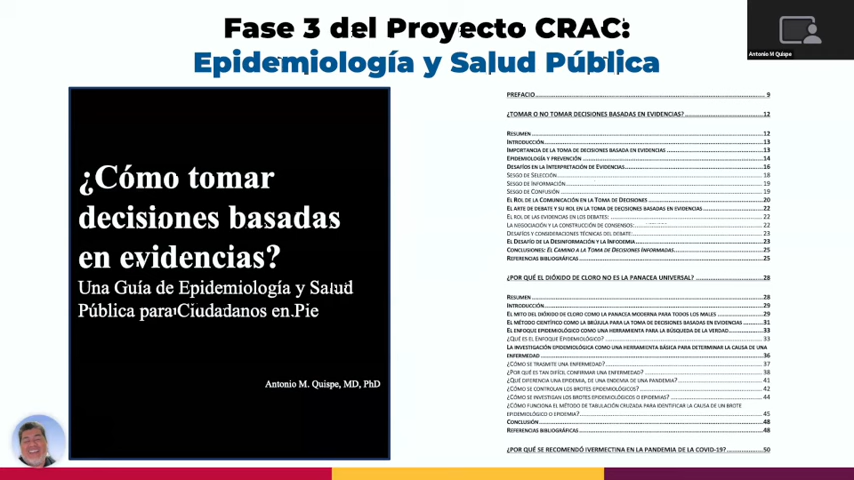 Fase 3 del Proyecto CRAC:
Epidemiología y Salud Pública
Antonio M Quispe
¿Cómo tomar
decisiones basadas
en evidencias?
Una Guía de Epidemiología y Salud
Pública para Ciudadanos en Pie
Antonio M. Quispe, MD, PhD
PREFACIO 9
¿TOMAR O NO TOMAR DECISIONES BASADAS EN EVIDENCIAS? 12
RESUMEN 12
INTRODUCCIÓN 13
IMPORTANCIA DE LA TOMA DE DECISIONES BASADA EN EVIDENCIAS 13
EPIDEMIOLOGÍA Y PREVENCIÓN 14
DESAFÍOS EN LA INTERPRETACIÓN DE EVIDENCIAS 16
SESGO DE SELECCIÓN 18
SESGO DE INFORMACIÓN 19
SESGO DE CONFUSIÓN 19
EL ROL DE LA COMUNICACIÓN EN LA TOMA DE DECISIONES 20
EL ARTE DE DEBATE Y SU ROL EN LA TOMA DE DECISIONES BASADAS EN EVIDENCIAS 22
EL ROL DE LAS EVIDENCIAS EN LOS DEBATES: 22
LA NEGOCIACIÓN Y LA CONSTRUCCIÓN DE CONSENSOS: 22
DESAFÍOS Y CONSIDERACIONES TÉCNICAS DEL DEBATE: 23
EL DESAFÍO DE LA DESINFORMACIÓN Y LA INFODEMIA 23
CONCLUSIONES: EL CAMINO A LA TOMA DE DECISIONES INFORMADAS 25
REFERENCIAS BIBLIOGRÁFICAS 25
¿POR QUÉ EL DIÓXIDO DE CLORO NO ES LA PANACEA UNIVERSAL? 28
RESUMEN 28
INTRODUCCIÓN 29
EL MITO DEL DIÓXIDO DE CLORO COMO LA PANACEA MODERNA PARA TODOS LOS MALES 29
EL MÉTODO CIENTÍFICO COMO LA BRÚJULA PARA LA TOMA DE DECISIONES BASADAS EN EVIDENCIAS 31
EL ENFOQUE EPIDEMIOLÓGICO COMO UNA HERRAMIENTA PARA LA BÚSQUEDA DE LA VERDAD 33
¿QUÉ ES EL ENFOQUE EPIDEMIOLÓGICO? 33
LA INVESTIGACIÓN EPIDEMIOLÓGICA COMO UNA HERRAMIENTA BÁSICA PARA DETERMINAR LA CAUSA DE UNA
ENFERMEDAD 36
¿CÓMO SE TRASMITE UNA ENFERMEDAD? 37
¿POR QUÉ ES TAN DIFÍCIL CONFIRMAR UNA ENFERMEDAD? 38
¿QUÉ DIFERENCIA UNA EPIDEMIA, DE UNA ENDEMIA DE UNA PANDEMIA? 41
¿CÓMO SE CONTROLAN LOS BROTES EPIDEMIOLÓGICOS? 42
¿CÓMO SE INVESTIGAN LOS BROTES EPIDEMIOLÓGICOS O EPIDEMIAS? 44
¿CÓMO FUNCIONA EL MÉTODO DE TABULACIÓN CRUZADA PARA IDENTIFICAR LA CAUSA DE UN BROTE
EPIDEMIOLÓGICO O EPIDEMIA? 45
CONCLUSIÓN 48
REFERENCIAS BIBLIOGRÁFICAS 48
¿POR QUÉ SE RECOMENDÓ IVERMECTINA EN LA PANDEMIA DE LA COVID-19? 50